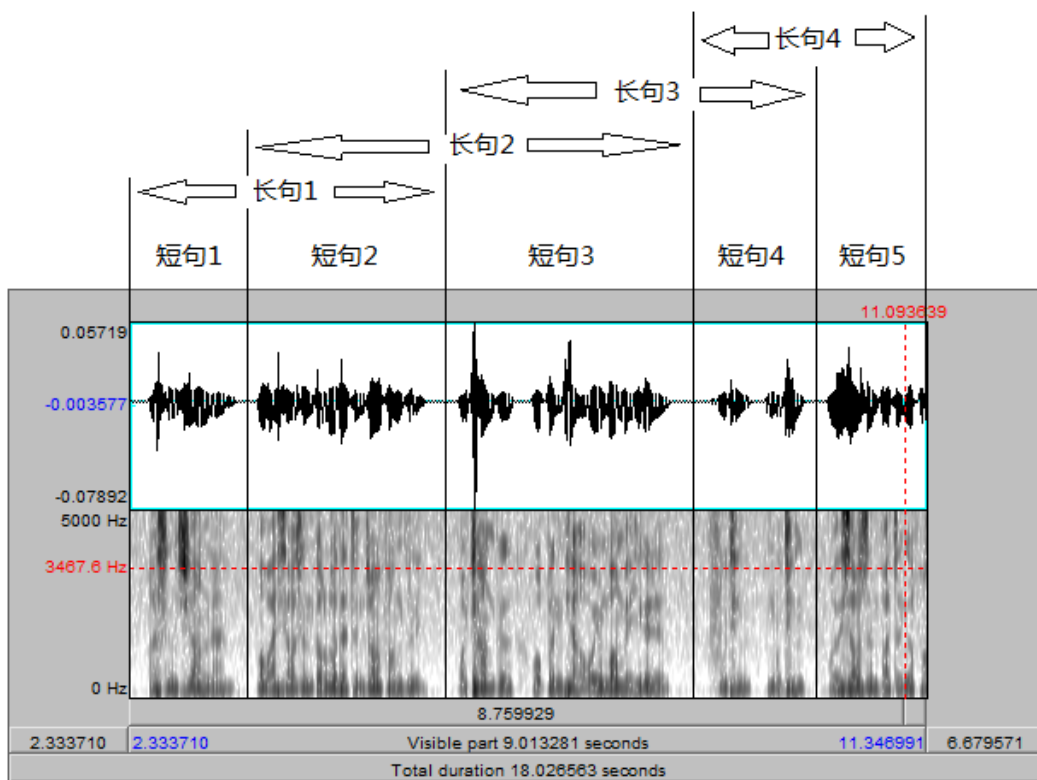 长句4
长句3
长句2
长句1
短句1 短句2 短句3 短句4 短句5
11.093639
0.05719
-0.003577
-0.07892
5000 Hz
3467.6 Hz
0 Hz
8.759929
2.333710 2.333710 Visible part 9.013281 seconds 11.346991 6.679571
Total duration 18.026563 seconds